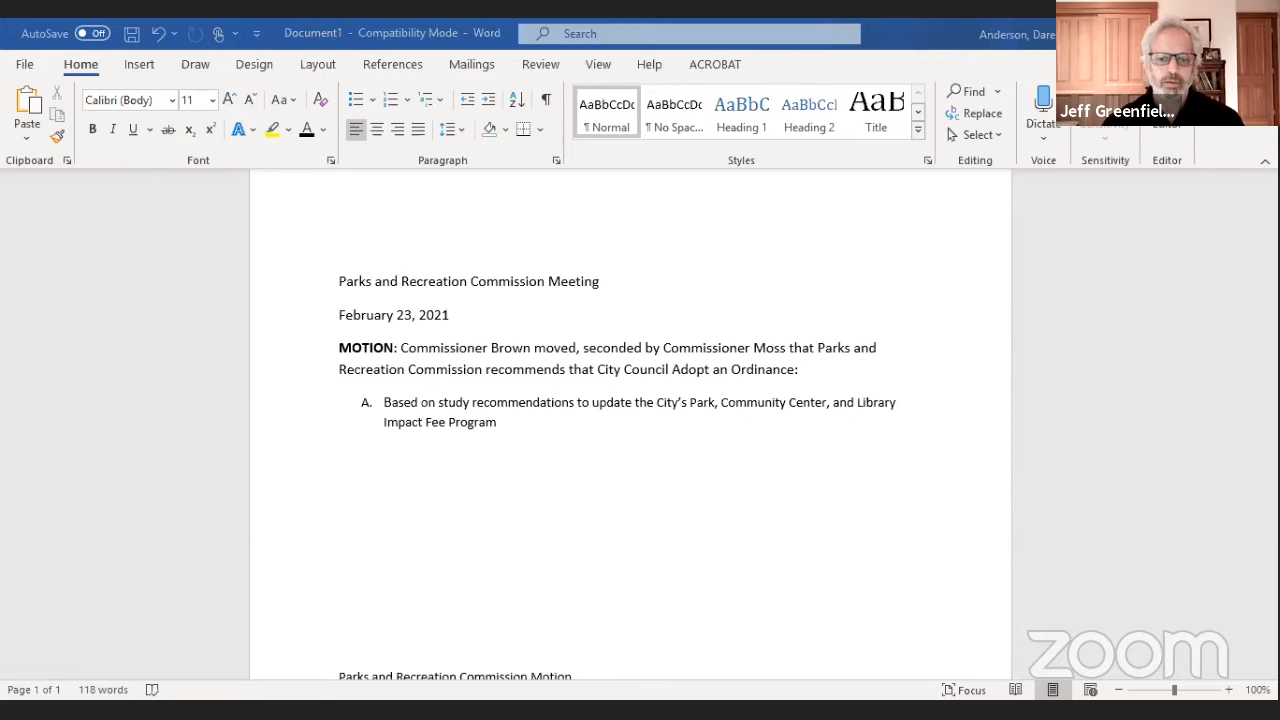 AutoSave Off Document1 - Compatibility Mode - Word Search Anderson, Dare
File Home Insert Draw Design Layout References Mailings Review View Help ACROBAT
Jeff Greenfiel...
Paste
Calibri (Body) 11
AaBbCcDc AaBbCcDc AaBbC AaBbCcI AaB
¶ Normal ¶ No Spac... Heading 1 Heading 2 Title
Find
Replace
Select
Dictate
Clipboard Font Paragraph Styles Editing Voice Sensitivity Editor
Parks and Recreation Commission Meeting
February 23, 2021
MOTION: Commissioner Brown moved, seconded by Commissioner Moss that Parks and
Recreation Commission recommends that City Council Adopt an Ordinance:
A. Based on study recommendations to update the City's Park, Community Center, and Library
Impact Fee Program
Parks and Recreation Commission Motion
zoom
Page 1 of 1 118 words Focus 100%